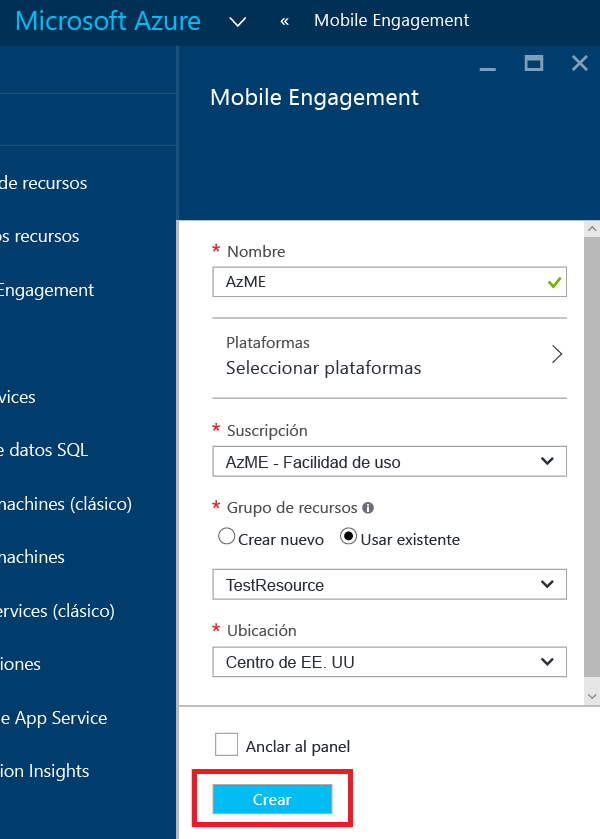 Microsoft Azure « Mobile Engagement
Mobile Engagement
de recursos
os recursos
Engagement
vices
e datos SQL
machines (clásico)
machines
ervices (clásico)
iones
e App Service
ion Insights
* Nombre
AzME
Plataformas
Seleccionar plataformas
* Suscripción
AzME - Facilidad de uso
* Grupo de recursos
Crear nuevo Usar existente
TestResource
* Ubicación
Centro de EE. UU
Anclar al panel
Crear